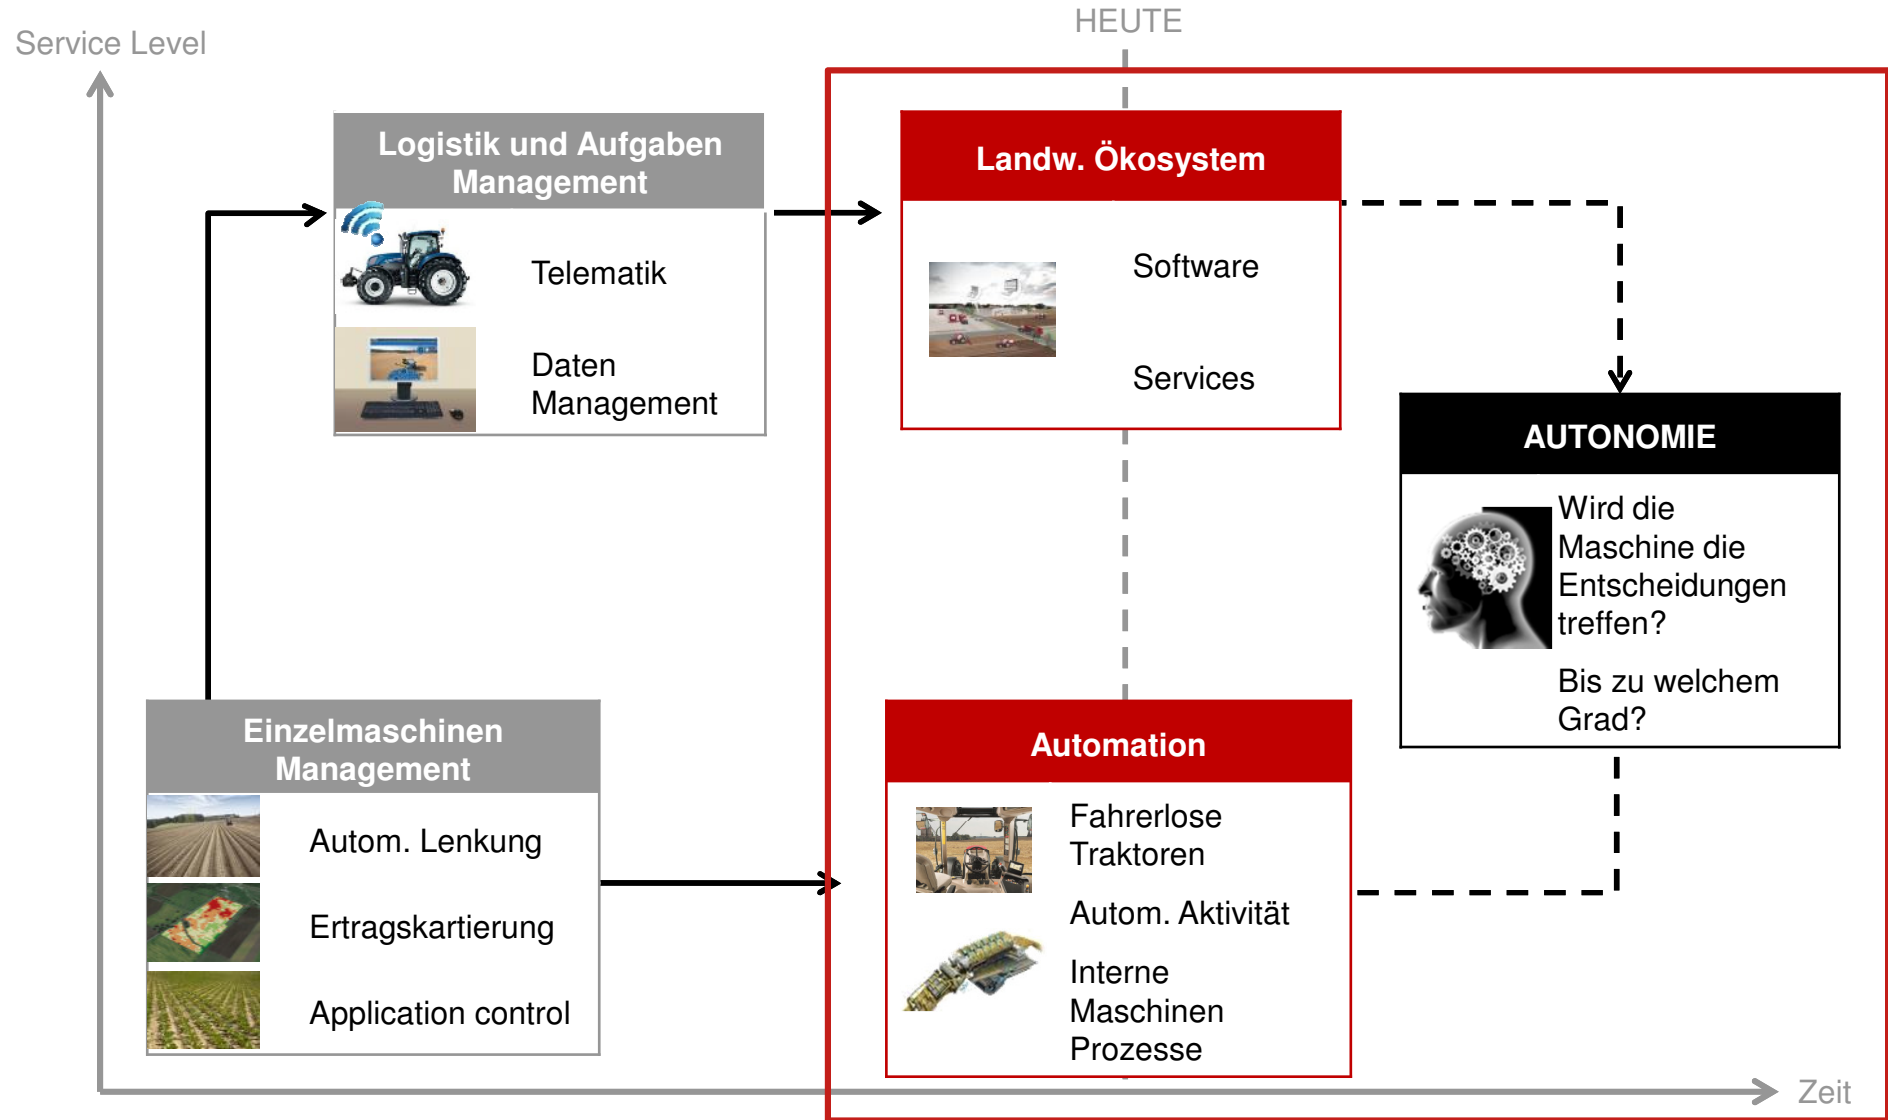 HEUTE
Service Level
Logistik und Aufgaben
Management
Telematik
Daten
Management
Landw. Ökosystem
Software
Services
AUTONOMIE
Wird die
Maschine die
Entscheidungen
treffen?
Bis zu welchem
Grad?
Einzelmaschinen
Management
Autom. Lenkung
Ertragskartierung
Application control
Automation
Fahrerlose
Traktoren
Autom. Aktivität
Interne
Maschinen
Prozesse
Zeit